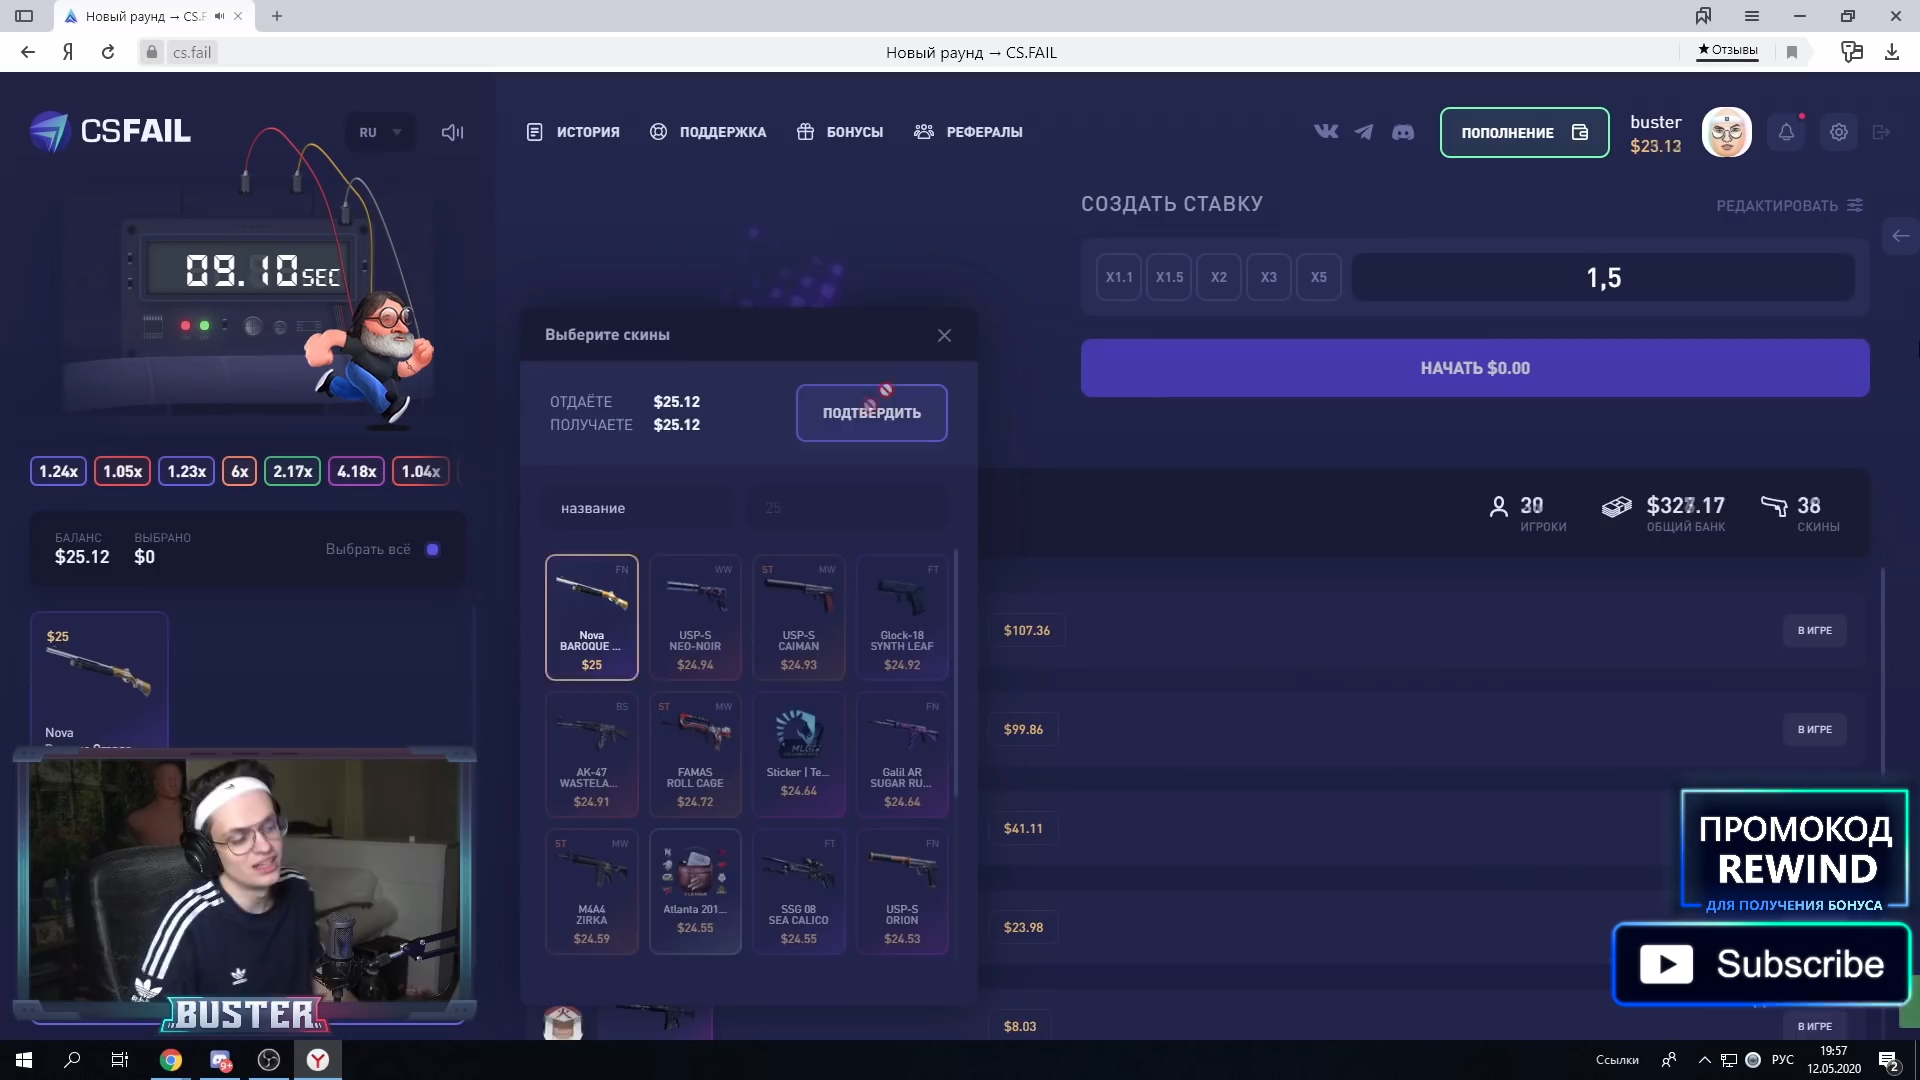 Новый раунд → CS.F
cs.fail
Новый раунд → CS.FAIL
★ Отзывы
CSFAIL
RU
ИСТОРИЯ
ПОДДЕРЖКА
БОНУСЫ
РЕФЕРАЛЫ
ПОПОЛНЕНИЕ
buster
СОЗДАТЬ СТАВКУ
РЕДАКТИРОВАТЬ
09.10 SEC
X1.1
X1.5
X2
X3
X5
1,5
НАЧАТЬ $0.00
Выберите скины
ОТДАЁТЕ $25.12
ПОЛУЧАЕТЕ $25.12
ПОДТВЕРДИТЬ
1.24x
1.05x
1.23x
6x
2.17x
4.18x
1.04x
БАЛАНС
$25.12
ВЫБРАНО
$0
Выбрать всё
$25
Nova
название
25
FN
Nova
BAROQUE ...
$25
WW
USP-S
NEO-NOIR
$24.94
ST MW
USP-S
CAIMAN
$24.93
FT
Glock-18
SYNTH LEAF
$24.92
BS
AK-47
WASTELA...
$24.91
ST MW
FAMAS
ROLL CAGE
$24.72
Sticker | Te...
$24.64
FN
Galil AR
SUGAR RU...
$24.64
ST MW
M4A4
ZIRKA
$24.59
Atlanta 201...
$24.55
FT
SSG 08
SEA CALICO
$24.55
FN
USP-S
ORION
$24.53
ИГРОКИ
ОБЩИЙ БАНК
38
СКИНЫ
$107.36
В ИГРЕ
$99.86
В ИГРЕ
$41.11
$23.98
$8.03
В ИГРЕ
ПРОМОКОД
REWIND
ДЛЯ ПОЛУЧЕНИЯ БОНУСА
Subscribe
BUSTER
Ссылки
РУС
19:57
12.05.2020
2